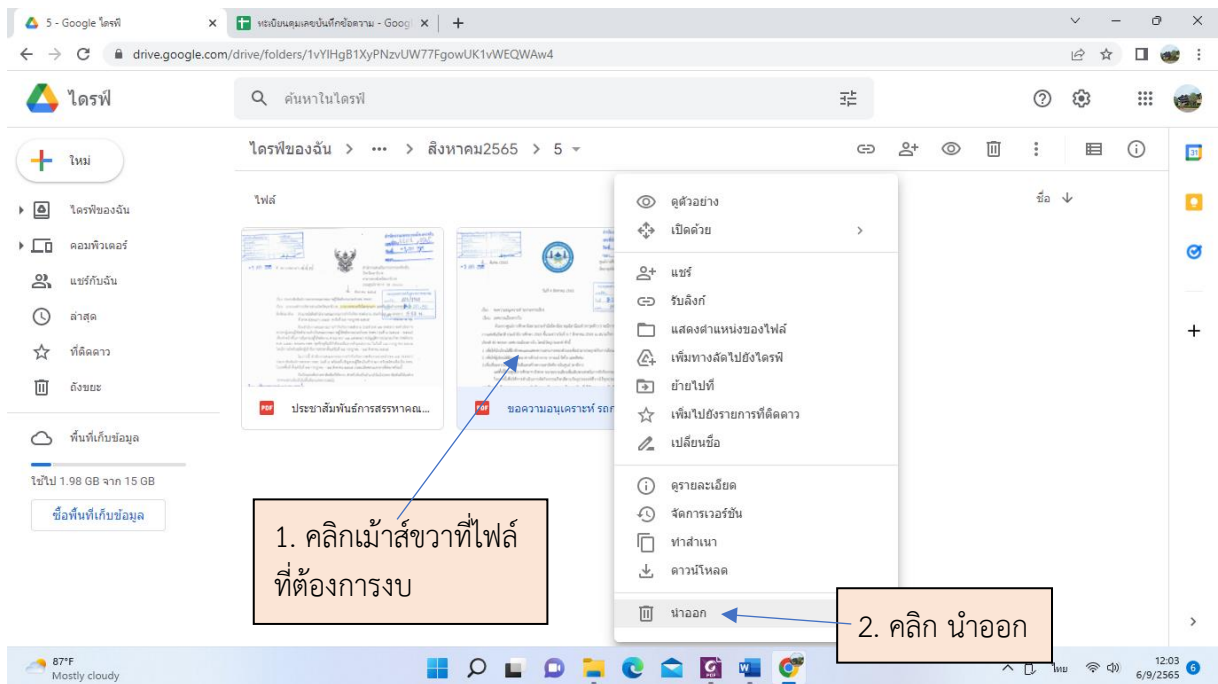 5 - Google ไดรฟ์
ทะเบียนคุมเลขบันทึกข้อความ - Goog
drive.google.com/drive/folders/1vYlHgB1XyPNzvUW77FgowUK1vWEQWAw4
ไดรฟ์
ค้นหาในไดรฟ์
ใหม่
ไดรฟ์ของฉัน > ••• > สิงหาคม2565 > 5
ไฟล์
ชื่อ
ไดรฟ์ของฉัน
คอมพิวเตอร์
แชร์กับฉัน
ล่าสุด
ที่ติดดาว
ถังขยะ
พื้นที่เก็บข้อมูล
ใช้ไป 1.98 GB จาก 15 GB
ซื้อพื้นที่เก็บข้อมูล
PDF ประชาสัมพันธ์การสรรหาคณ...
PDF ขอความอนุเคราะห์
ดูตัวอย่าง
เปิดด้วย
แชร์
รับลิงก์
แสดงตำแหน่งของไฟล์
เพิ่มทางลัดไปยังไดรฟ์
ย้ายไปที่
เพิ่มไปยังรายการที่ติดดาว
เปลี่ยนชื่อ
ดูรายละเอียด
จัดการเวอร์ชัน
ทำสำเนา
ดาวน์โหลด
นำออก
1. คลิกเม้าส์ขวาที่ไฟล์
ที่ต้องการงบ
2. คลิก นำออก
31
87°F
Mostly cloudy
ไทย
12:03
6/9/2565
6